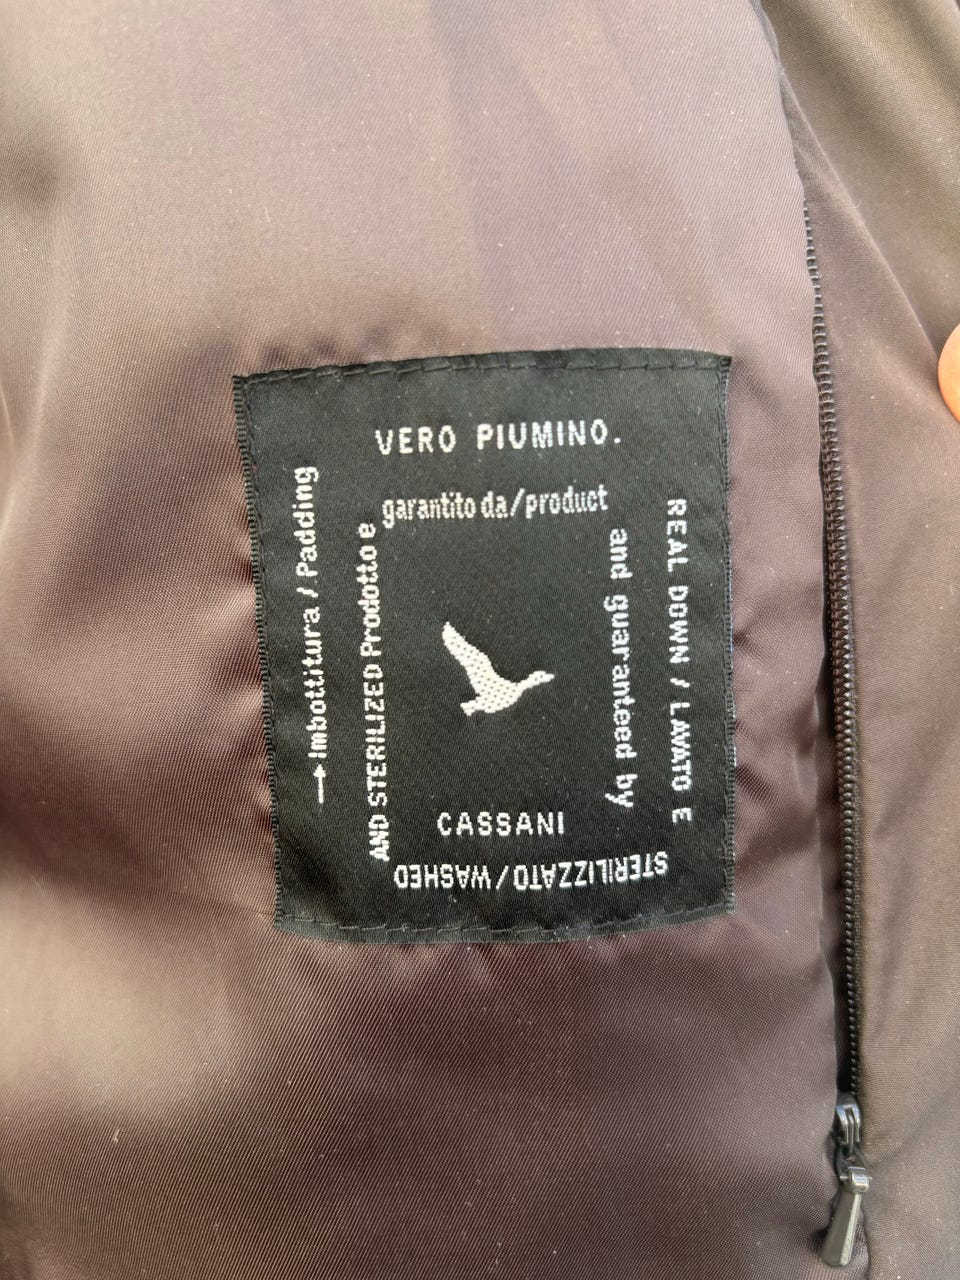 → Imbottitura / Padding
VERO PIUMINO.
REAL DOWN / LAVATO E
STERILIZZATO / WASHED
AND STERILIZED Prodotto e
garantito da / product
and guaranteed by
CASSANI